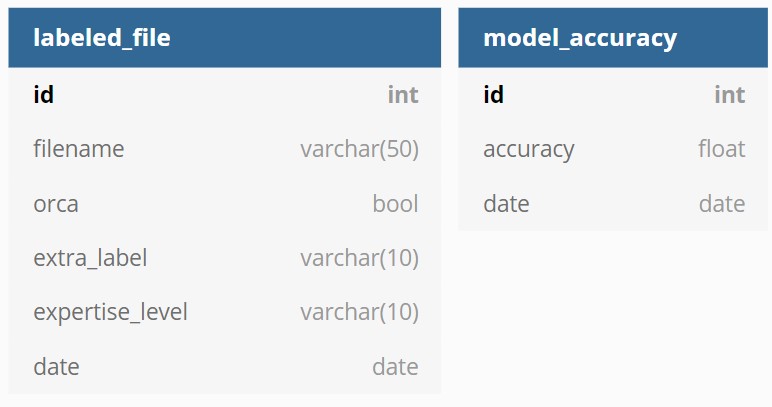 labeled_file
id int
filename varchar(50)
orca bool
extra_label varchar(10)
expertise_level varchar(10)
date date
model_accuracy
id int
accuracy float
date date